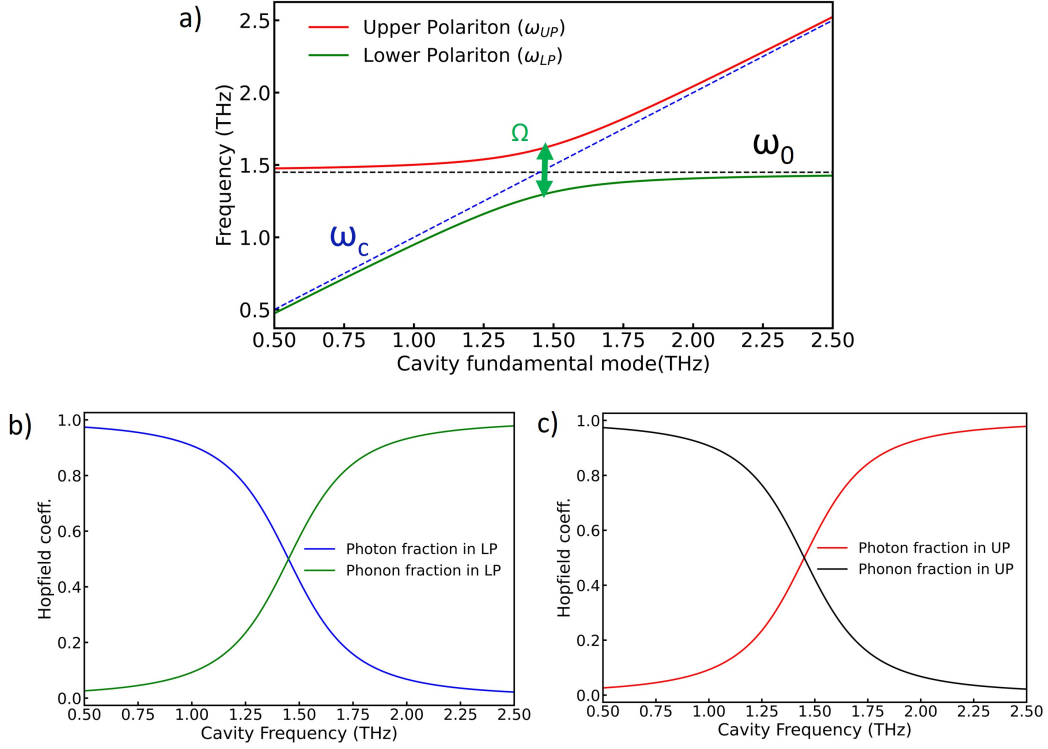 a)
Upper Polariton (ω_UP)
Lower Polariton (ω_LP)
Frequency (THz)
2.5
2.0
1.5
1.0
0.5
Ω
ω_0
ω_c
0.50 0.75 1.00 1.25 1.50 1.75 2.00 2.25 2.50
Cavity fundamental mode(THz)
b)
Hopfield coeff.
1.0
0.8
0.6
0.4
0.2
0.0
Photon fraction in LP
Phonon fraction in LP
0.50 0.75 1.00 1.25 1.50 1.75 2.00 2.25 2.50
Cavity Frequency (THz)
c)
Hopfield coeff.
1.0
0.8
0.6
0.4
0.2
0.0
Photon fraction in UP
Phonon fraction in UP
0.50 0.75 1.00 1.25 1.50 1.75 2.00 2.25 2.50
Cavity Frequency (THz)